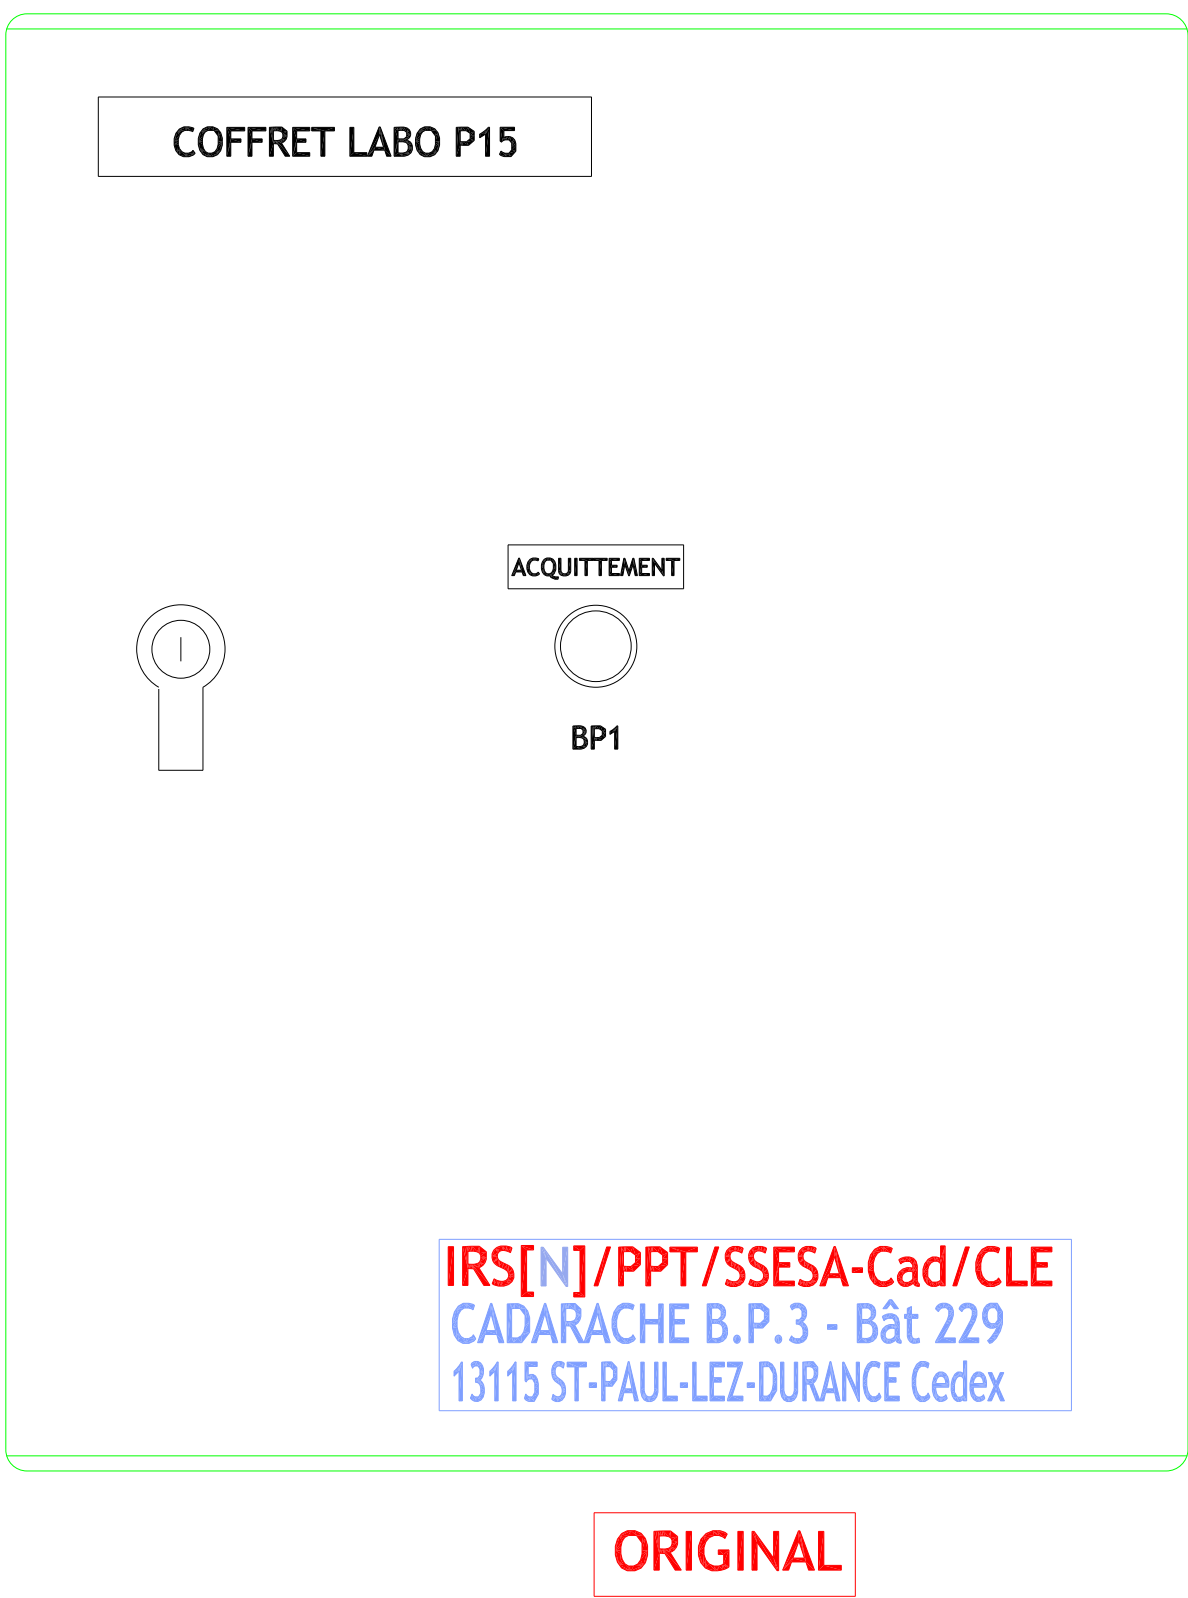 COFFRET LABO P15
ACQUITTEMENT
BP1
IRS[N]/PPT/SSESA-Cad/CLE
CADARACHE B.P.3 - Bât 229
13115 ST-PAUL-LEZ-DURANCE Cedex
ORIGINAL